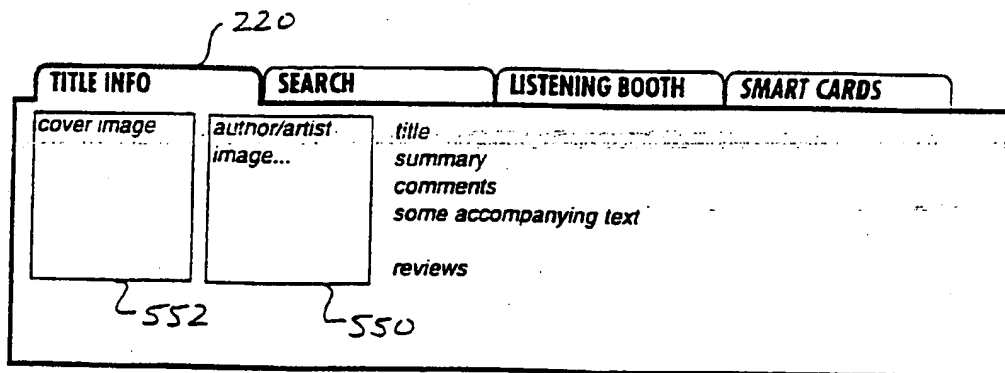 220
TITLE INFO SEARCH LISTENING BOOTH SMART CARDS
cover image author/artist title
image... summary
comments
some accompanying text
reviews
552 550